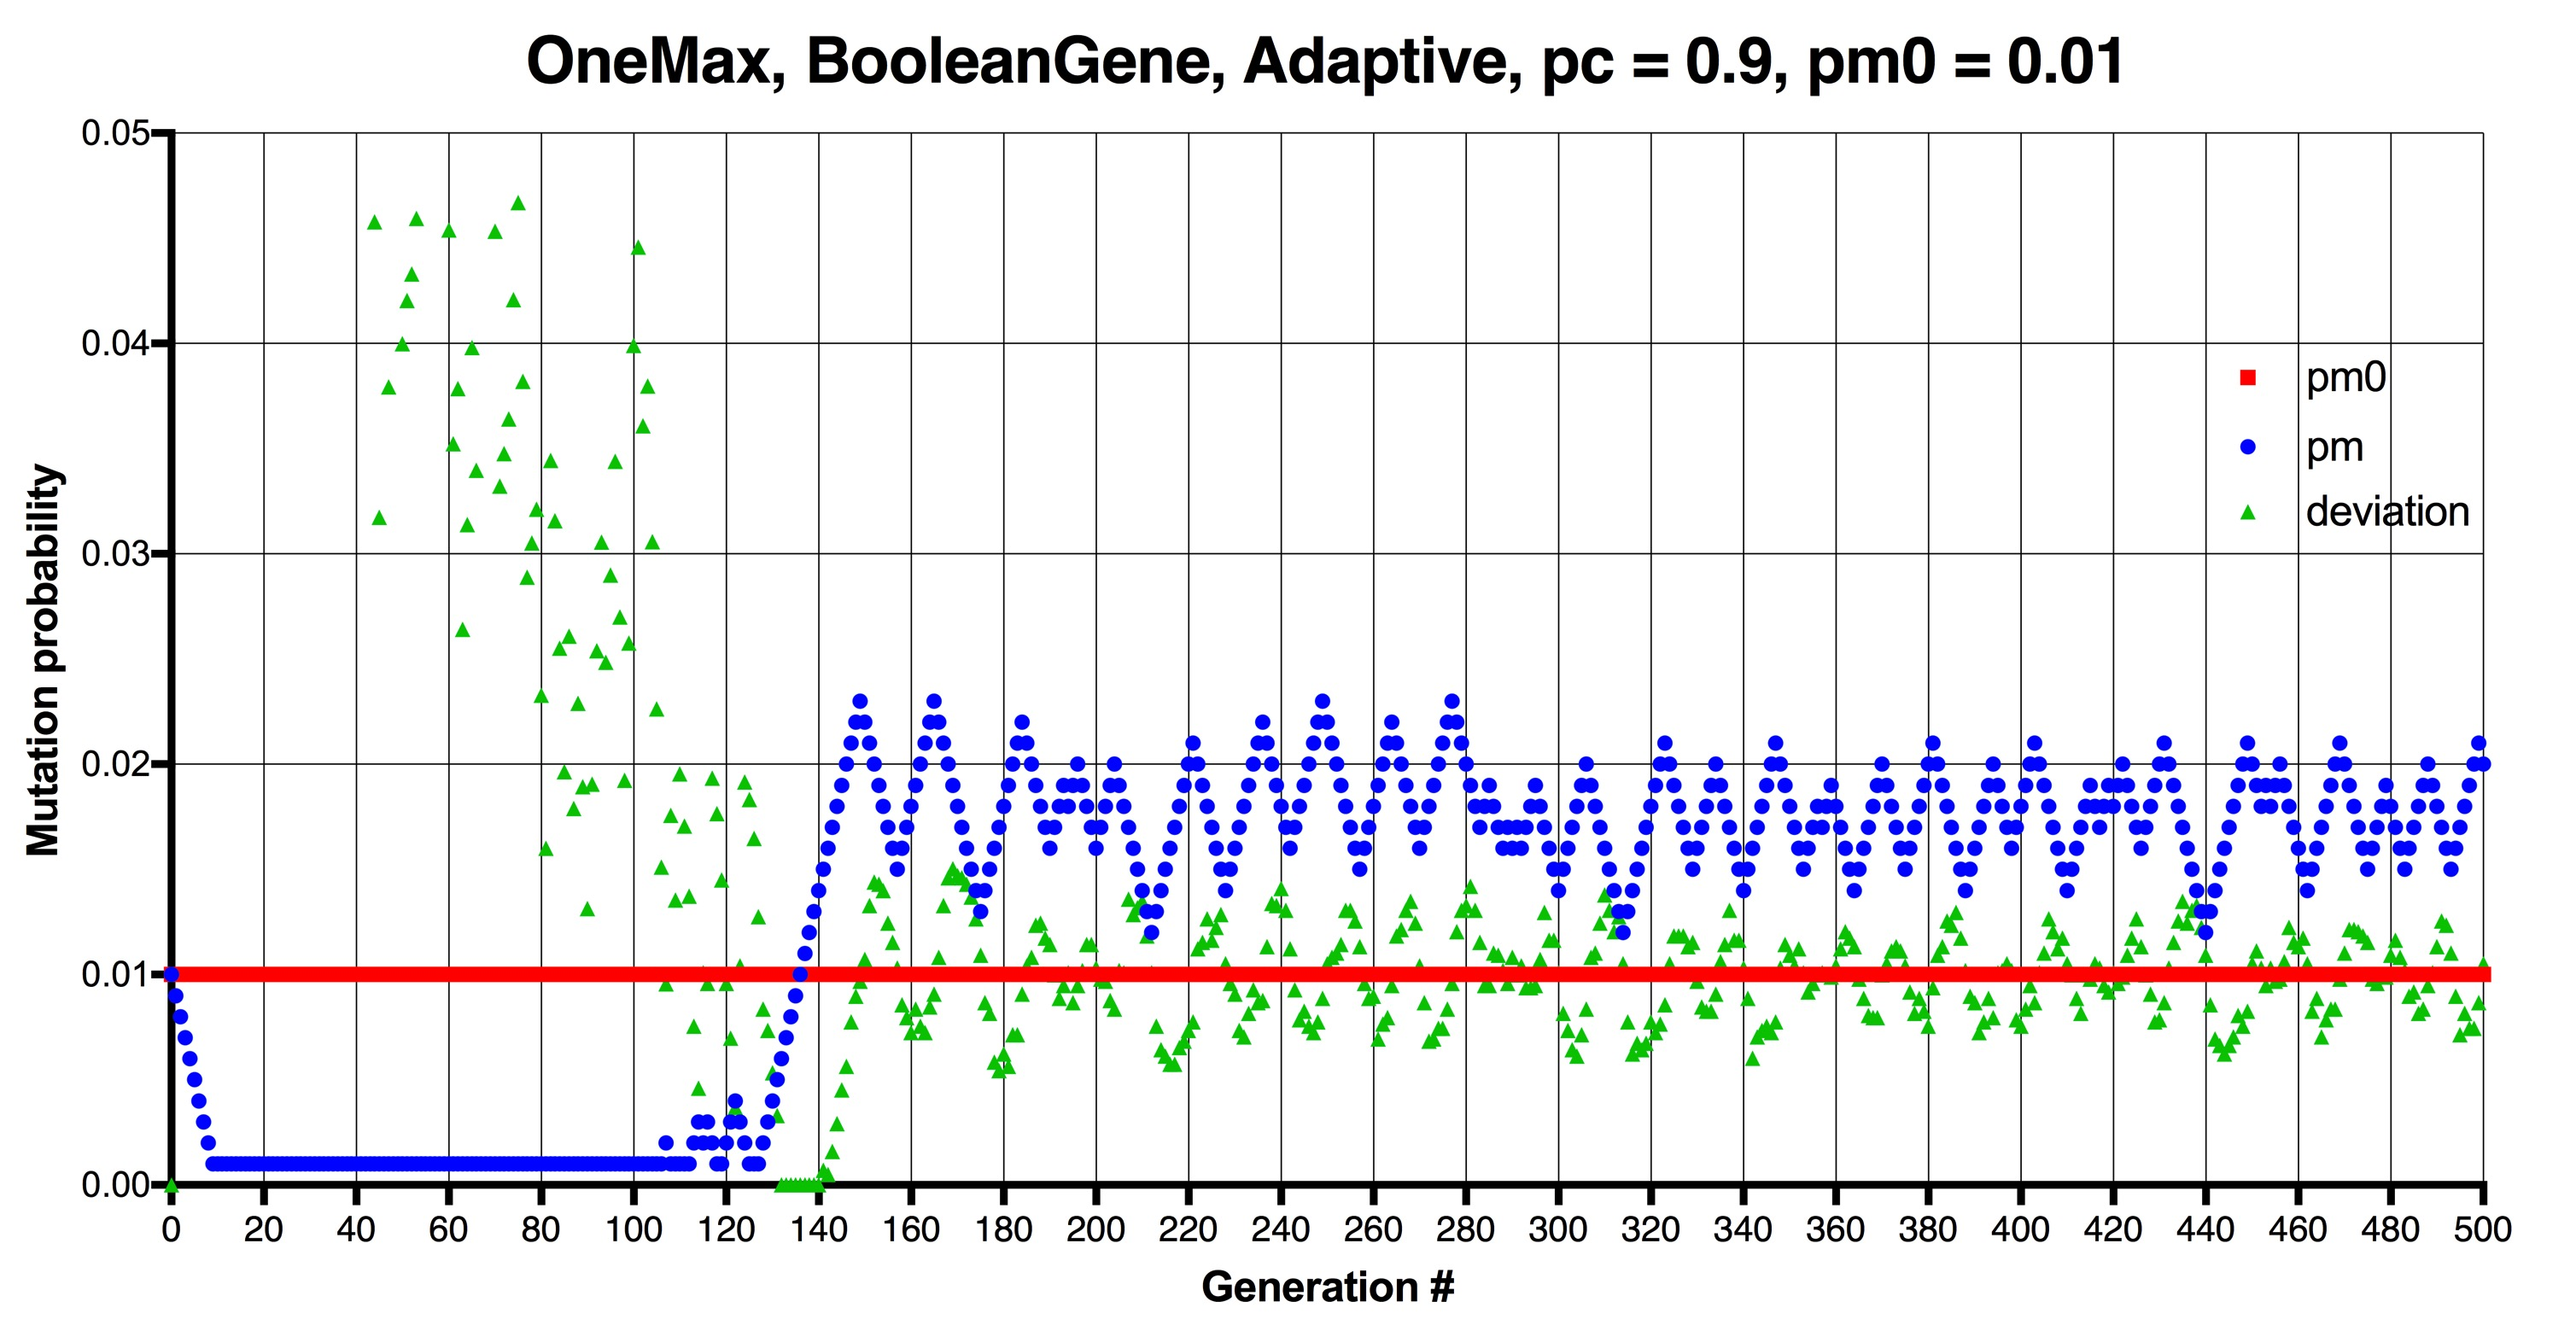 OneMax, BooleanGene, Adaptive, pc = 0.9, pm0 = 0.01
Mutation probability
0.05
0.04
0.03
0.02
0.01
0.00
pm0
pm
deviation
0 20 40 60 80 100 120 140 160 180 200 220 240 260 280 300 320 340 360 380 400 420 440 460 480 500
Generation #